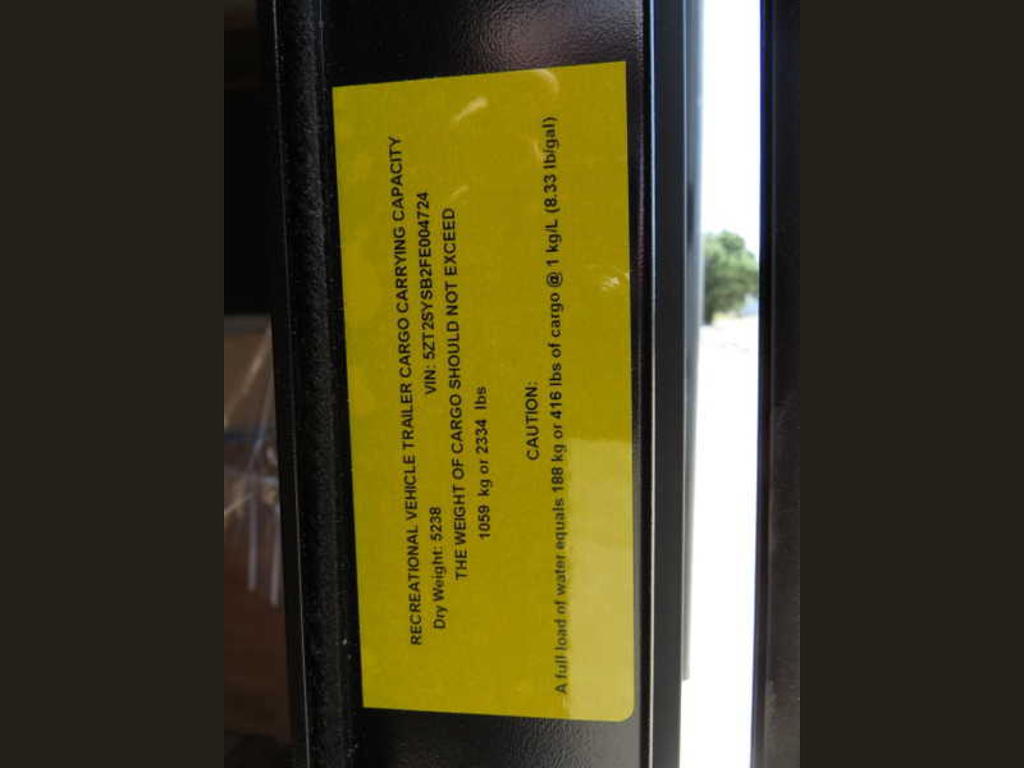 RECREATIONAL VEHICLE TRAILER CARGO CARRYING CAPACITY
Dry Weight: 5238 VIN: 5ZT2SYSB2FE004724
THE WEIGHT OF CARGO SHOULD NOT EXCEED
1059 kg or 2334 lbs
CAUTION:
A full load of water equals 188 kg or 416 lbs of cargo @ 1 kg/L (8.33 lb/gal)